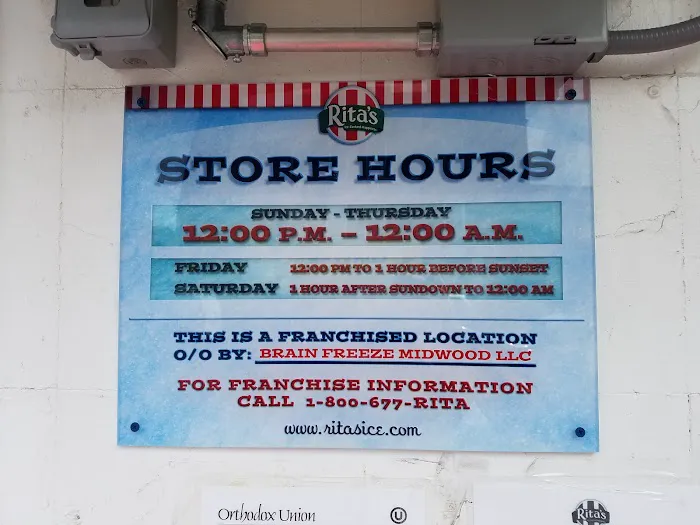 Rita's
STORE HOURS
SUNDAY - THURSDAY
12:00 P.M. – 12:00 A.M.
FRIDAY 12:00 PM TO 1 HOUR BEFORE SUNSET
SATURDAY 1 HOUR AFTER SUNDOWN TO 12:00 AM
THIS IS A FRANCHISED LOCATION
O/O BY: BRAIN FREEZE MIDWOOD LLC
FOR FRANCHISE INFORMATION
CALL 1-800-677-RITA
www.ritasice.com
Orthodox Union U
Rita's